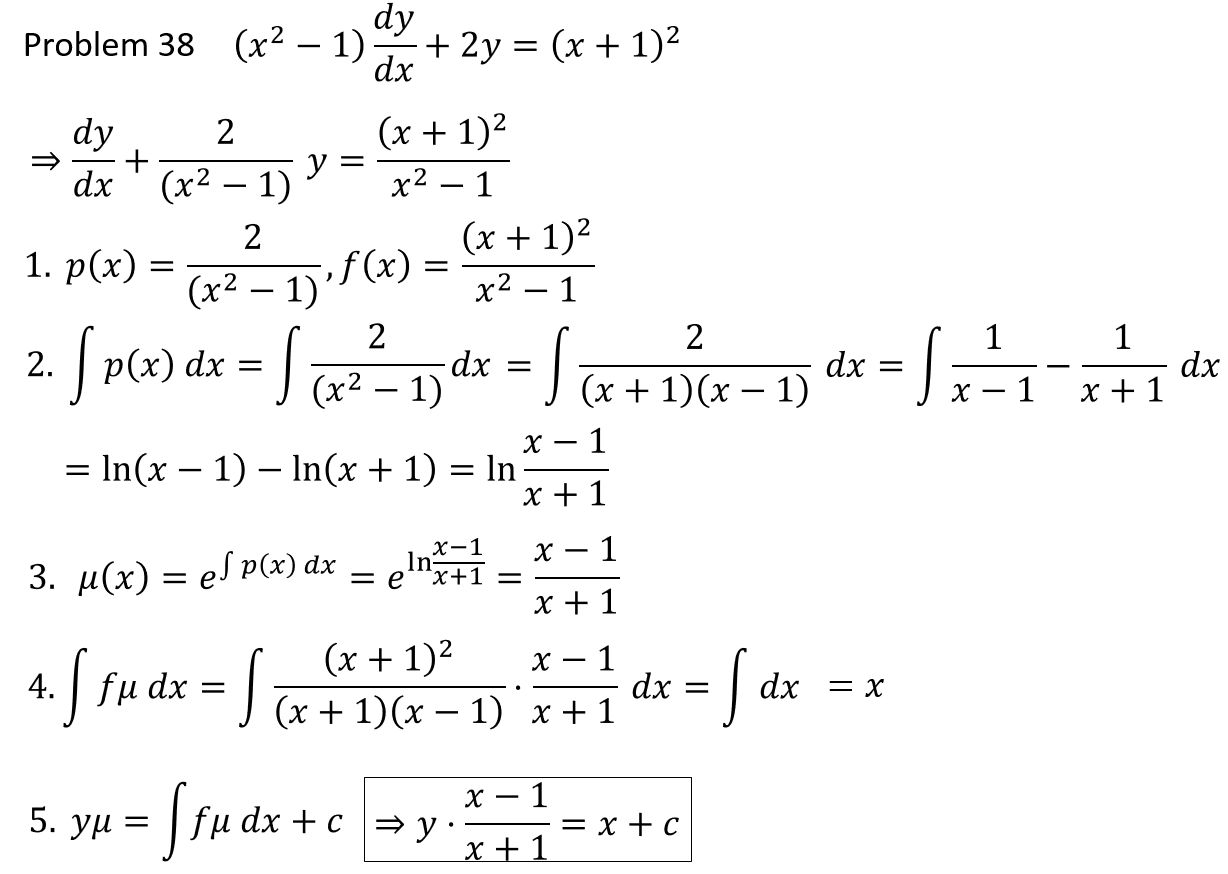 Problem 38 (x² − 1) dy/dx + 2y = (x + 1)²
⇒ dy/dx + 2/(x² − 1) y = (x + 1)²/x² − 1
1. p(x) = 2/(x² − 1), f(x) = (x + 1)²/x² − 1
2. ∫ p(x) dx = ∫ 2/(x² − 1) dx = ∫ 2/(x + 1)(x − 1) dx = ∫ 1/x − 1 − 1/x + 1 dx
= ln(x − 1) − ln(x + 1) = ln x − 1/x + 1
3. μ(x) = e^∫ p(x) dx = e^ln x−1/x+1 = x − 1/x + 1
4. ∫ fμ dx = ∫ (x + 1)²/(x + 1)(x − 1) · x − 1/x + 1 dx = ∫ dx = x
5. yμ = ∫ fμ dx + c ⇒ y · x − 1/x + 1 = x + c